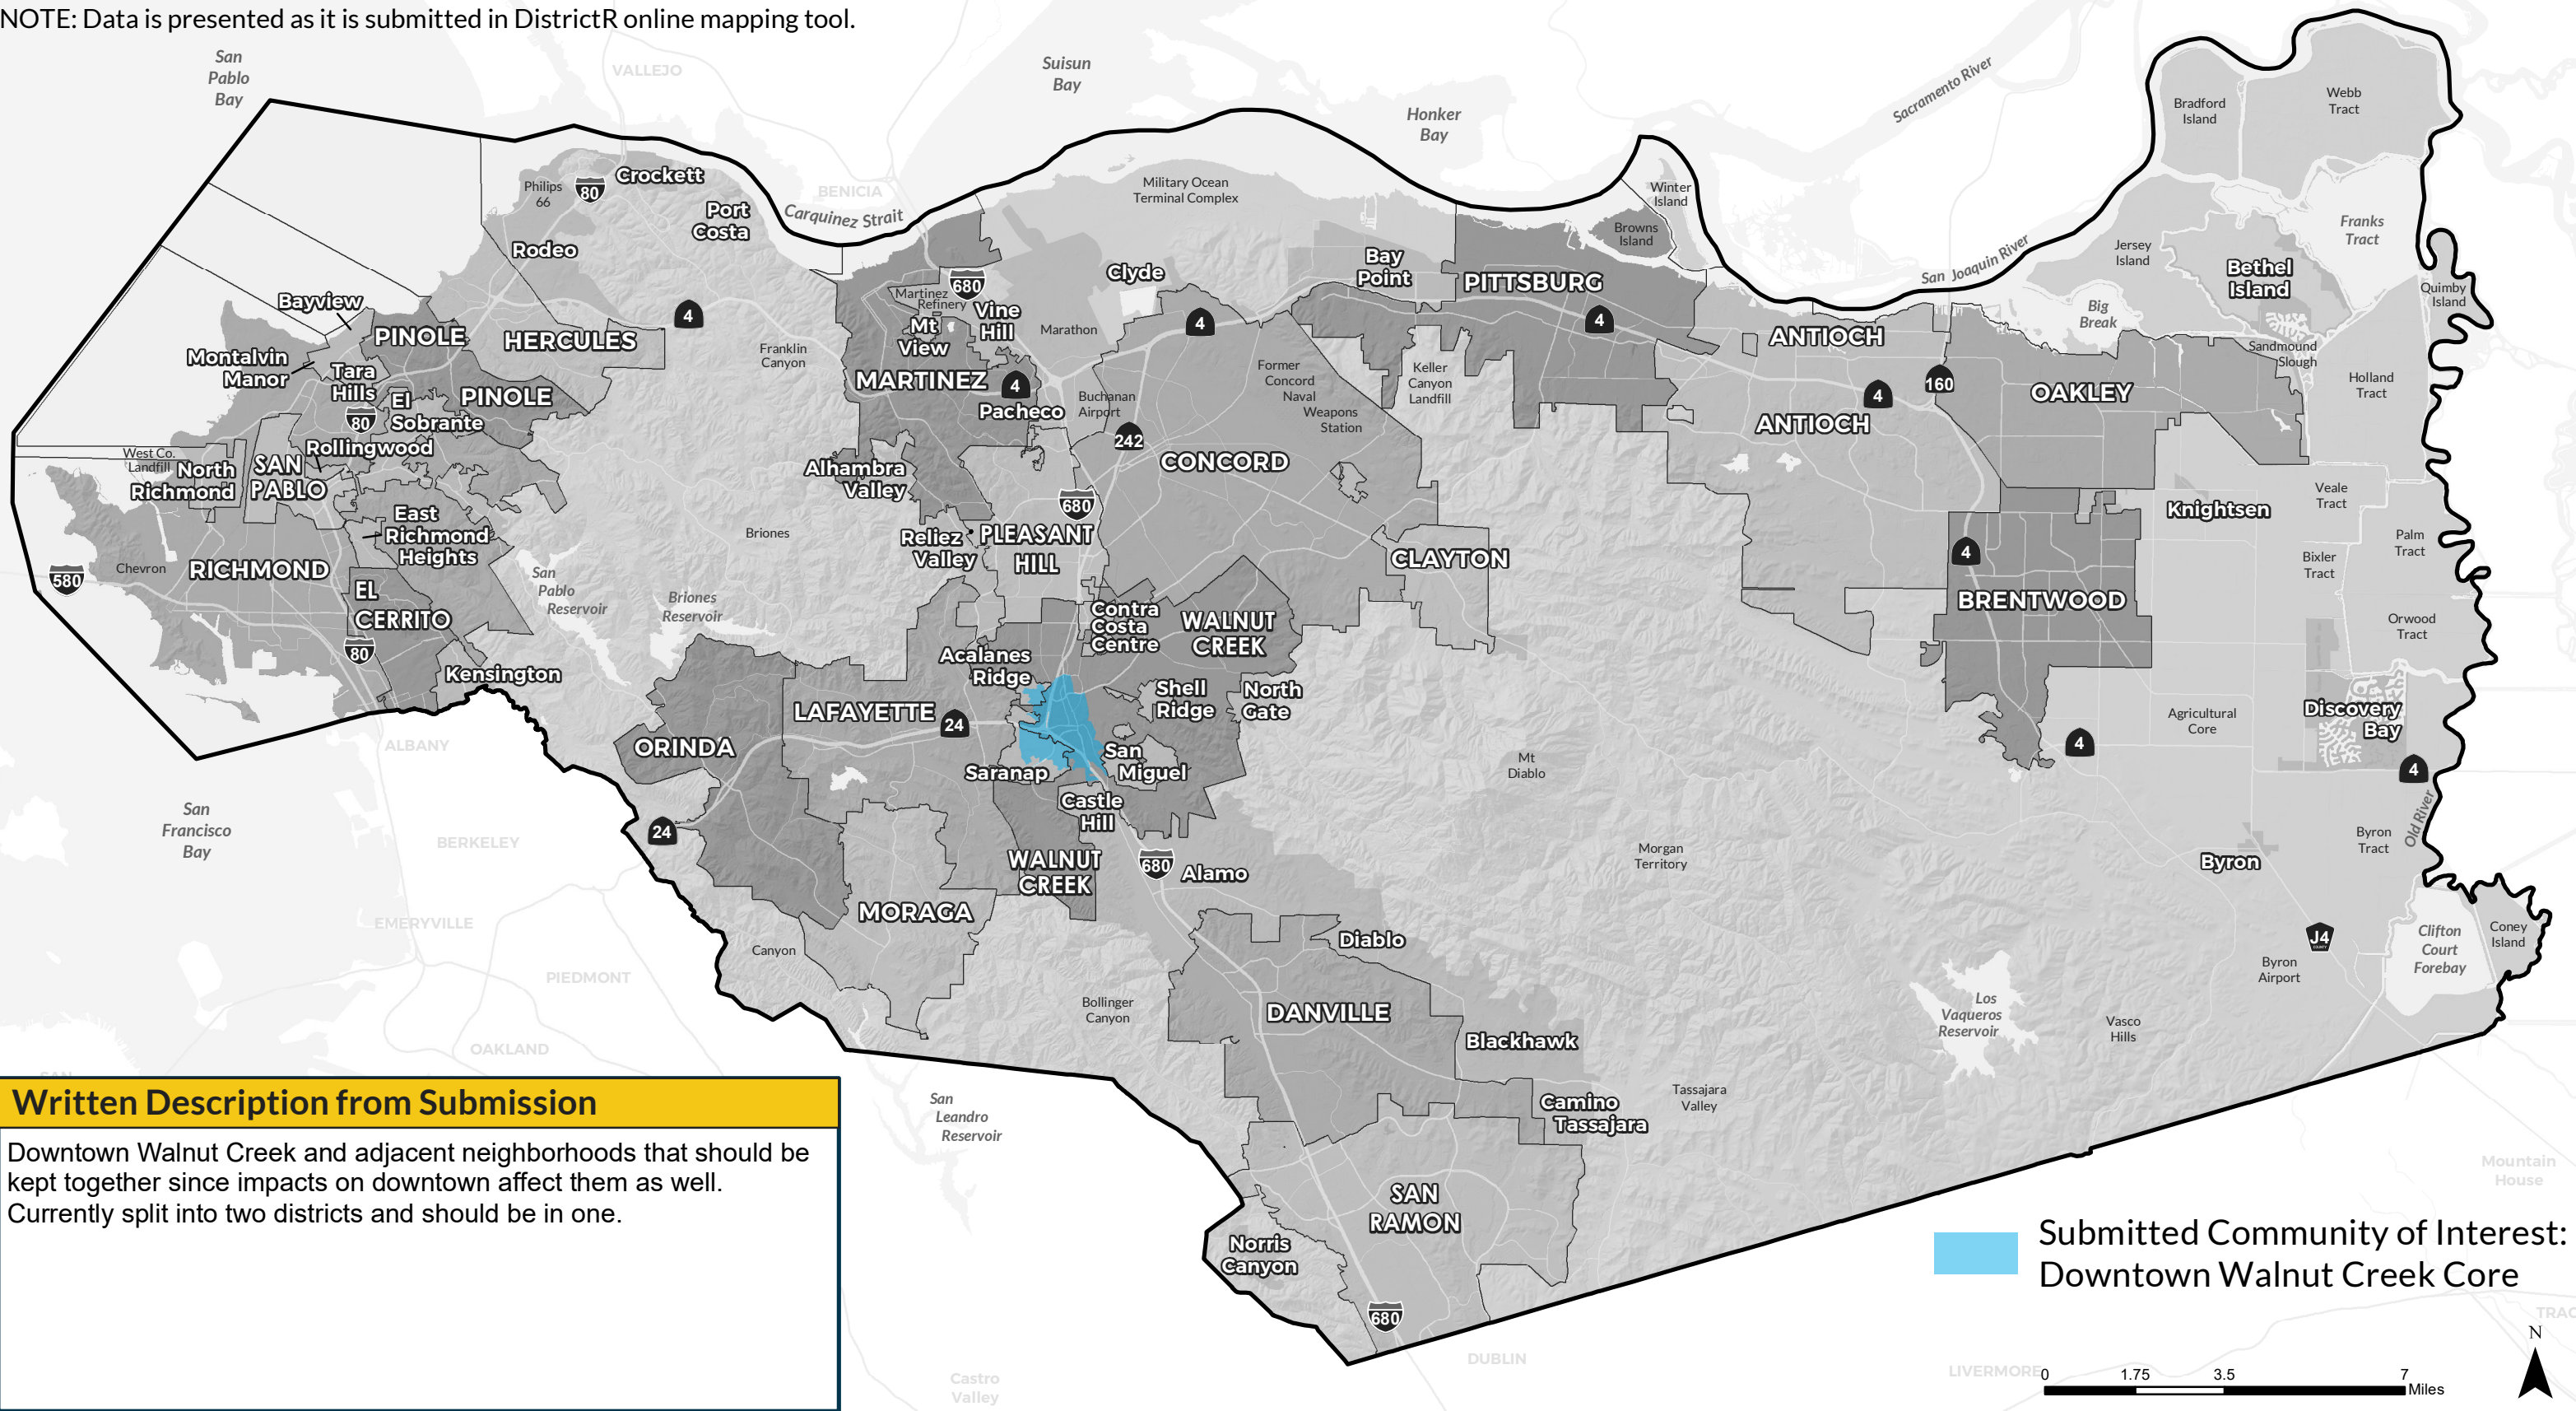 NOTE: Data is presented as it is submitted in DistrictR online mapping tool.
San
Pablo
Bay
VALLEJO
Suisun
Bay
Honker
Bay
Sacramento River
Bradford
Island
Webb
Tract
Philips
66
80
Crockett
Port
Costa
BENICIA
Carquinez Strait
Military Ocean
Terminal Complex
Winter
Island
Browns
Island
Franks
Tract
Rodeo
San Joaquin River
Jersey
Island
Bethel
Island
Quimby
Island
Bayview
4
680
Martinez
Refinery
Vine
Hill
Mt
View
Clyde
Marathon
4
Bay
Point
PITTSBURG
4
Big
Break
PINOLE
HERCULES
Franklin
Canyon
ANTIOCH
Sandmound
Slough
Montalvin
Manor
Tara
Hills
El
Sobrante
PINOLE
80
MARTINEZ
4
Pacheco
Buchanan
Airport
Former
Concord
Naval
Weapons
Station
Keller
Canyon
Landfill
4
160
OAKLEY
Holland
Tract
ANTIOCH
242
CONCORD
Rollingwood
West Co.
Landfill
North
Richmond
SAN
PABLO
Alhambra
Valley
680
Knightsen
Veale
Tract
East
Richmond
Heights
Briones
Reliez
Valley
PLEASANT
HILL
CLAYTON
4
Bixler
Tract
Palm
Tract
580
Chevron
RICHMOND
EL
CERRITO
San
Pablo
Reservoir
Briones
Reservoir
Contra
Costa
Centre
WALNUT
CREEK
BRENTWOOD
Orwood
Tract
80
Kensington
Acalanes
Ridge
Shell
Ridge
North
Gate
LAFAYETTE
24
Agricultural
Core
Discovery
Bay
ALBANY
ORINDA
Saranap
San
Miguel
Mt
Diablo
4
4
San
Francisco
Bay
BERKELEY
24
Castle
Hill
Old River
Byron
Tract
WALNUT
CREEK
680
Alamo
Morgan
Territory
Byron
EMERYVILLE
MORAGA
Canyon
Diablo
J4
Clifton
Court
Forebay
Coney
Island
PIEDMONT
Byron
Airport
Bollinger
Canyon
DANVILLE
Los
Vaqueros
Reservoir
Vasco
Hills
OAKLAND
Blackhawk
SAN
San
Leandro
Reservoir
Camino
Tassajara
Tassajara
Valley
Written Description from Submission
Downtown Walnut Creek and adjacent neighborhoods that should be
kept together since impacts on downtown affect them as well.
Currently split into two districts and should be in one.
SAN
RAMON
Norris
Canyon
680
Mountain
House
Submitted Community of Interest:
Downtown Walnut Creek Core
TRAC
N
Castro
Valley
DUBLIN
LIVERMORE
0 1.75 3.5 7
Miles